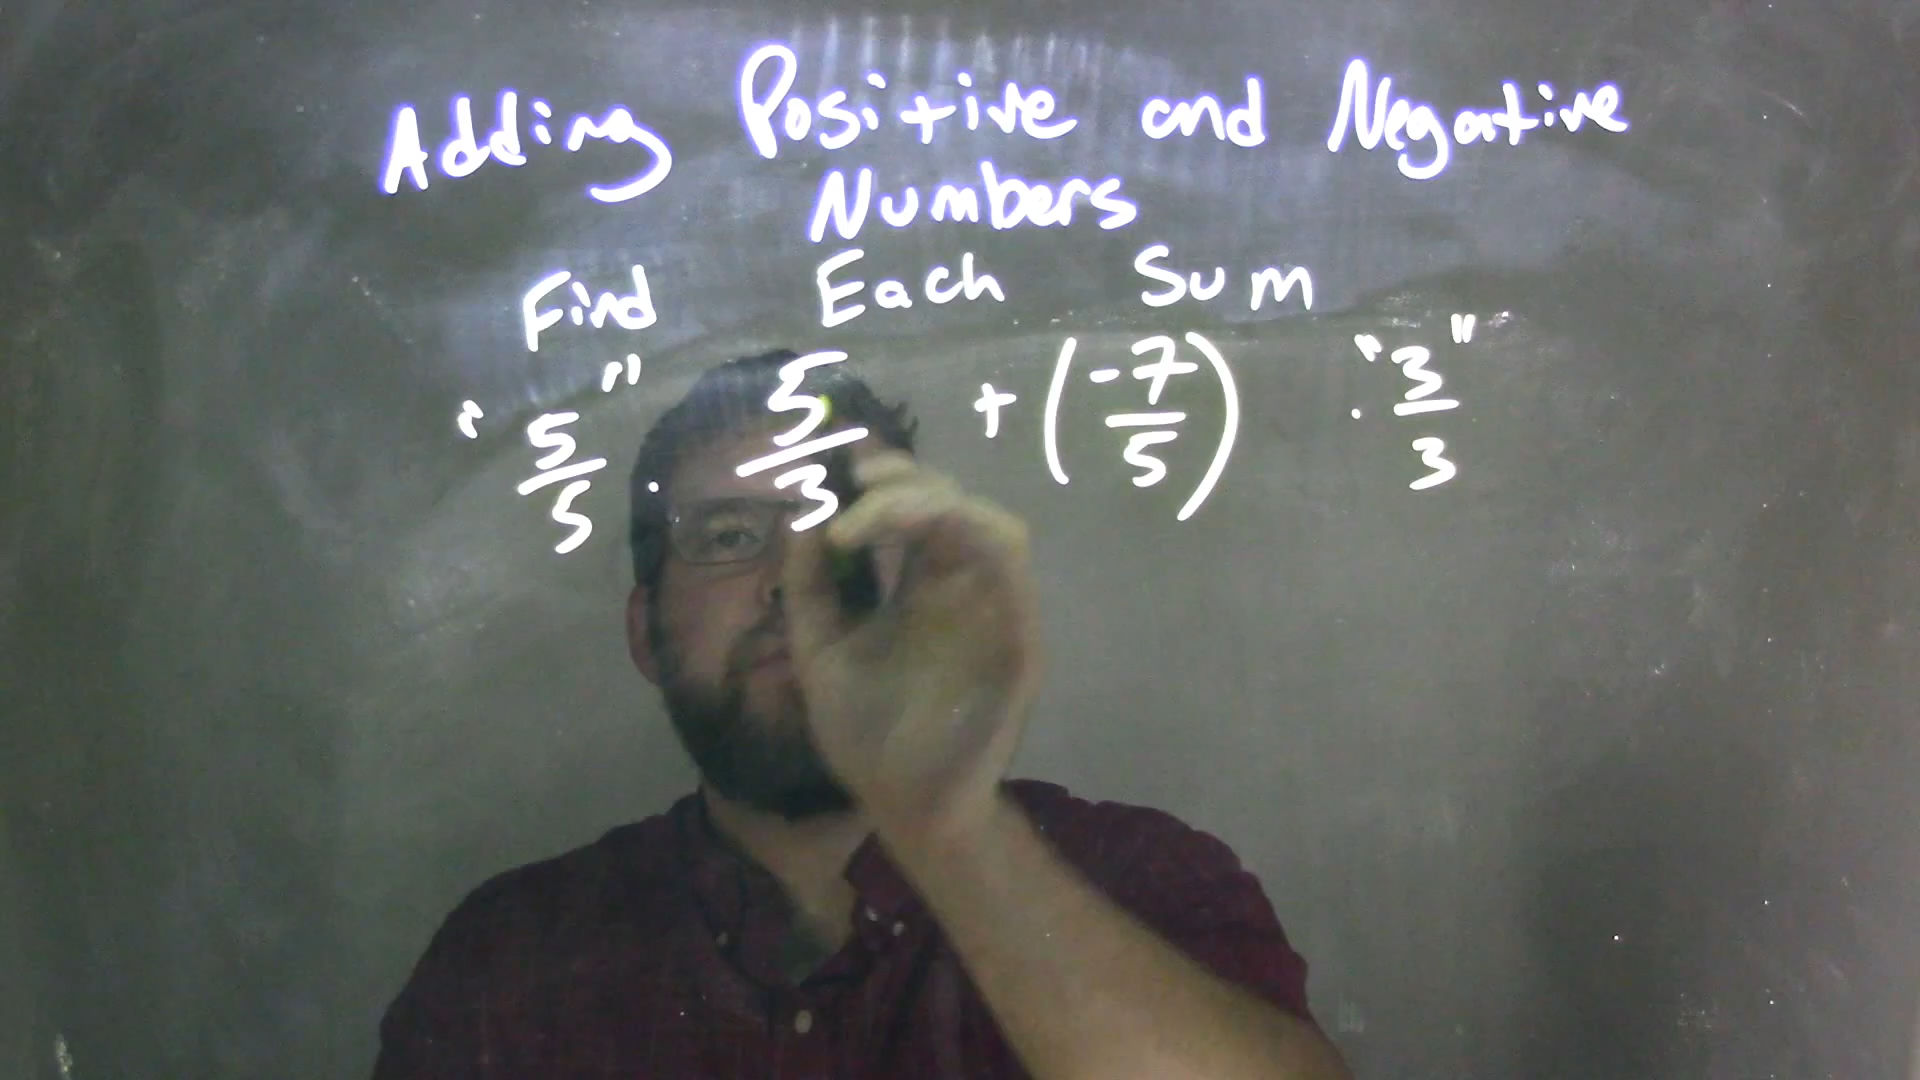 Adding Positive and Negative
Numbers
Find Each Sum
"5/5" · 5/3 + (-7/5) · "3/3"